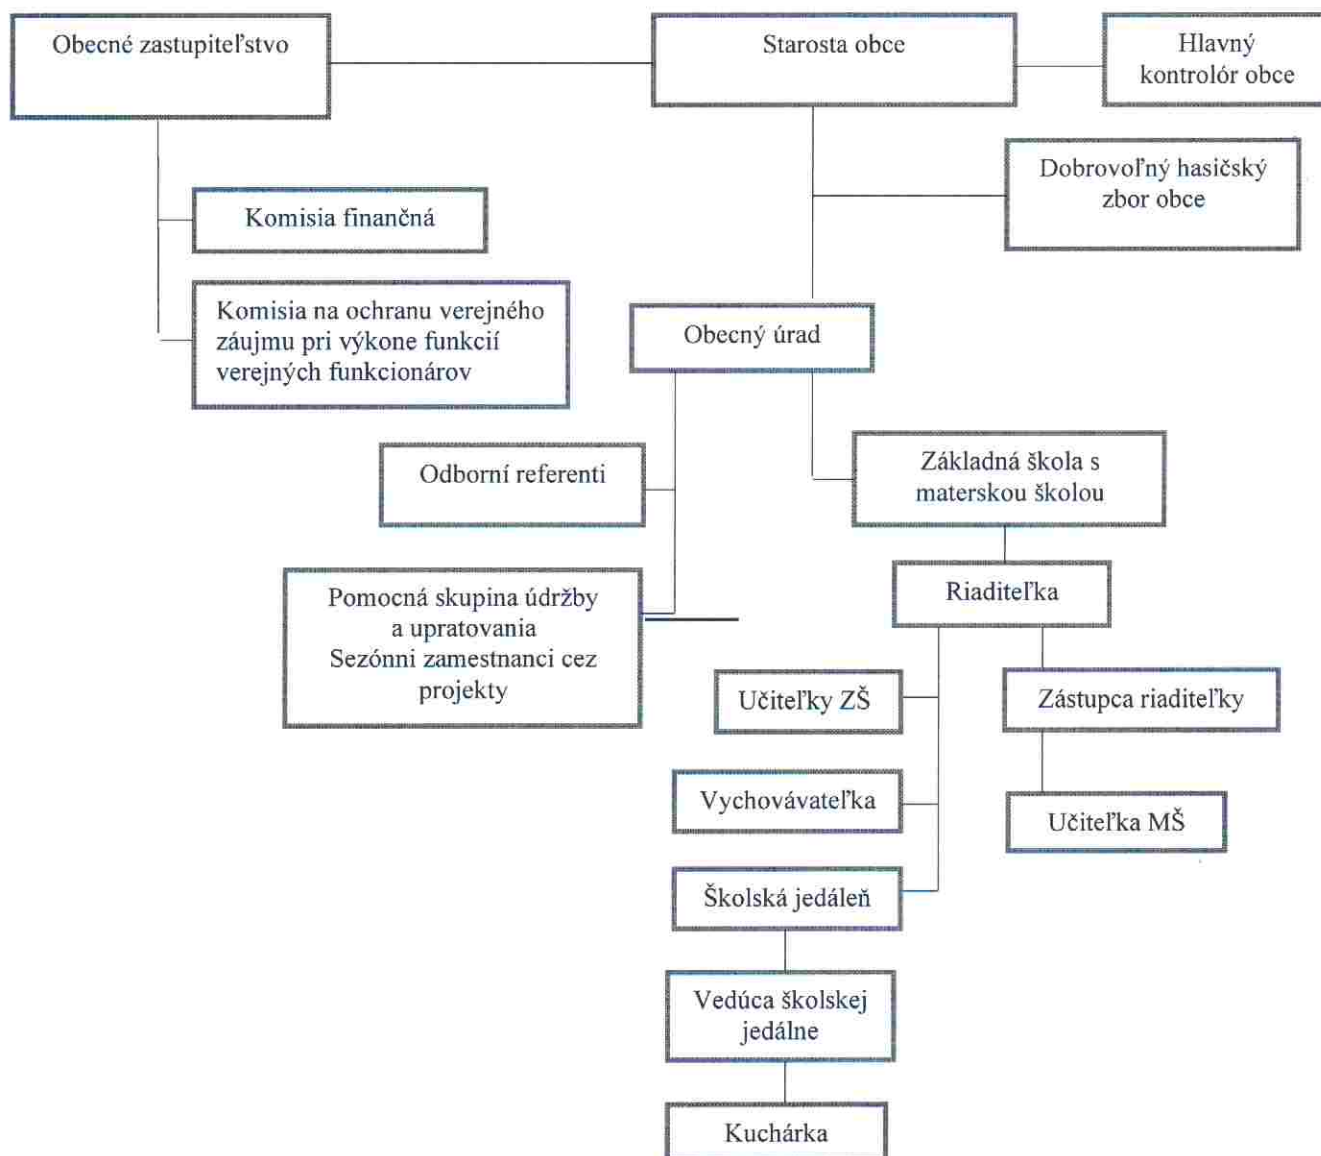 Obecné zastupiteľstvo
Starosta obce
Hlavný
kontrolór obce
Dobrovoľný hasičský
zbor obce
Komisia finančná
Komisia na ochranu verejného
záujmu pri výkone funkcií
verejných funkcionárov
Obecný úrad
Odborní referenti
Základná škola s
materskou školou
Pomocná skupina údržby
a upratovania
Sezónni zamestnanci cez
projekty
Riaditeľka
Učiteľky ZŠ
Zástupca riaditeľky
Vychovávateľka
Učiteľka MŠ
Školská jedáleň
Vedúca školskej
jedálne
Kuchárka